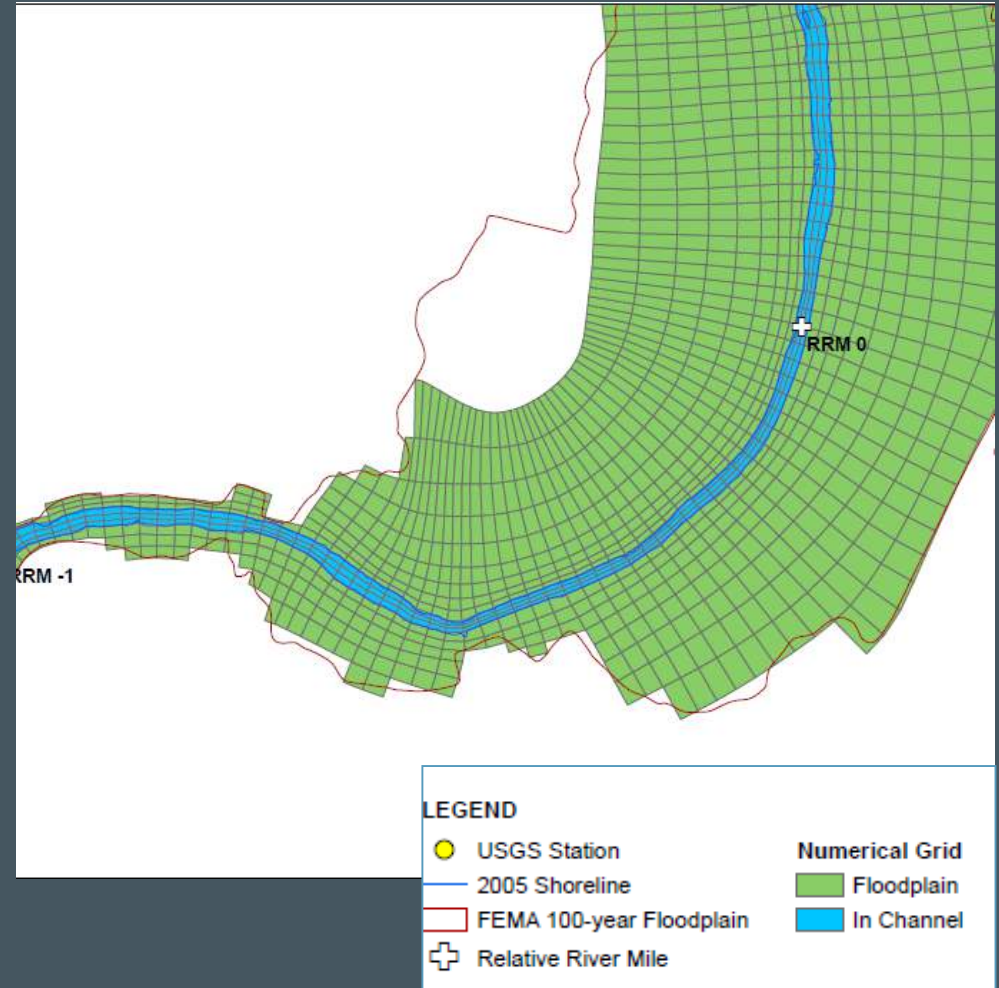 RRM 0
RRM -1
LEGEND
USGS Station
2005 Shoreline
FEMA 100-year Floodplain
Relative River Mile
Numerical Grid
Floodplain
In Channel